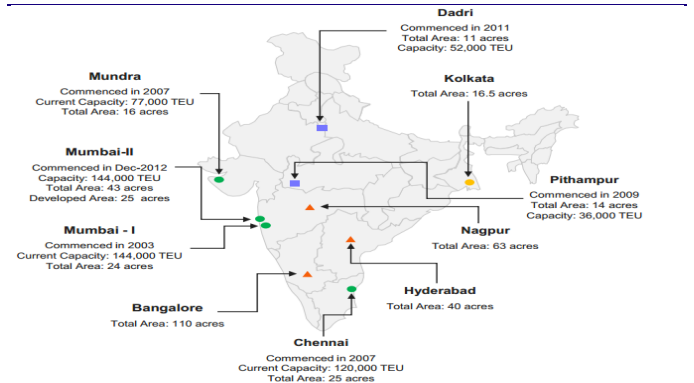 Dadri
Commenced in 2011
Total Area: 11 acres
Capacity: 52,000 TEU
Mundra
Commenced in 2007
Current Capacity: 77,000 TEU
Total Area: 16 acres
Kolkata
Total Area: 16.5 acres
Mumbai-II
Commenced in Dec-2012
Capacity: 144,000 TEU
Total Area: 43 acres
Developed Area: 25 acres
Pithampur
Commenced in 2009
Total Area: 14 acres
Capacity: 36,000 TEU
Mumbai - I
Commenced in 2003
Current Capacity: 144,000 TEU
Total Area: 24 acres
Nagpur
Total Area: 63 acres
Hyderabad
Total Area: 40 acres
Bangalore
Total Area: 110 acres
Chennai
Commenced in 2007
Current Capacity: 120,000 TEU
Total Area: 25 acres